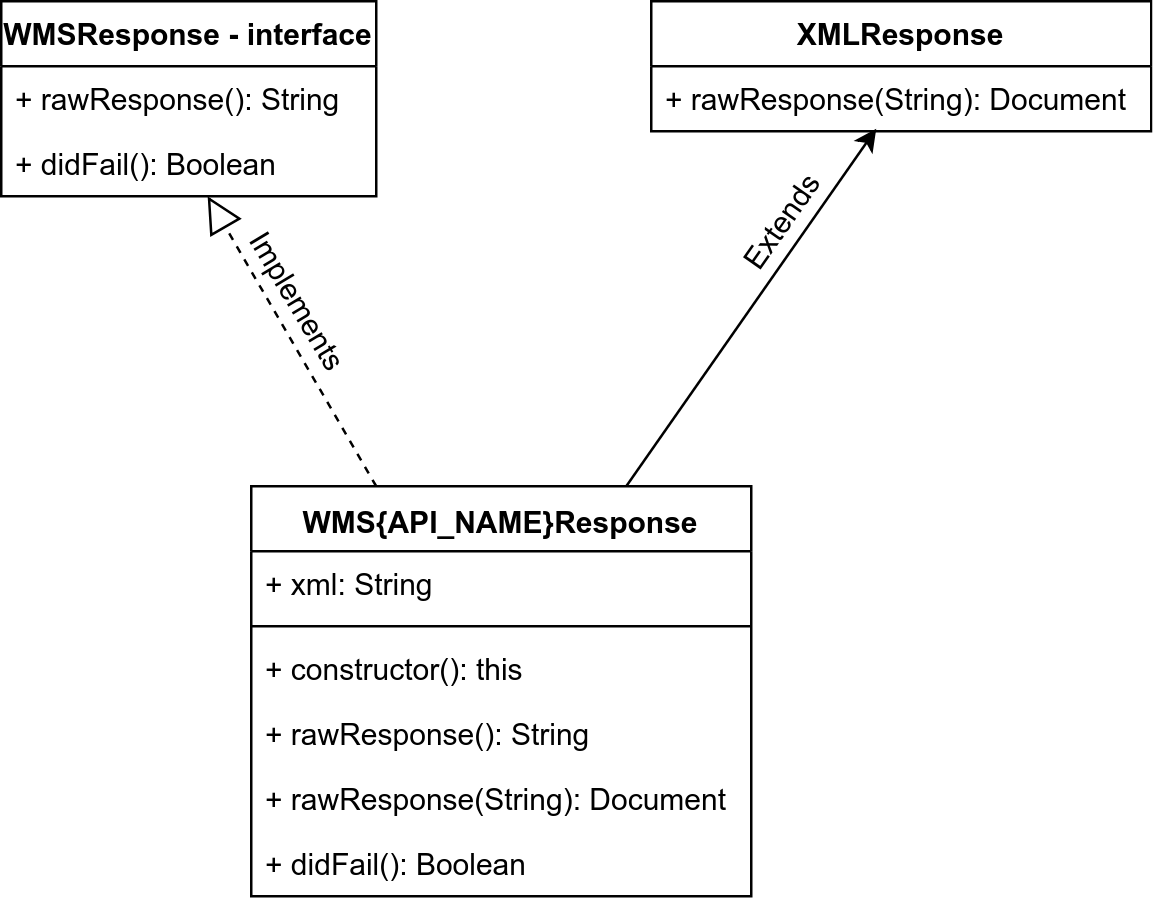 WMSResponse - interface
+ rawResponse(): String
+ didFail(): Boolean
XMLResponse
+ rawResponse(String): Document
Implements
Extends
WMS{API_NAME}Response
+ xml: String
+ constructor(): this
+ rawResponse(): String
+ rawResponse(String): Document
+ didFail(): Boolean